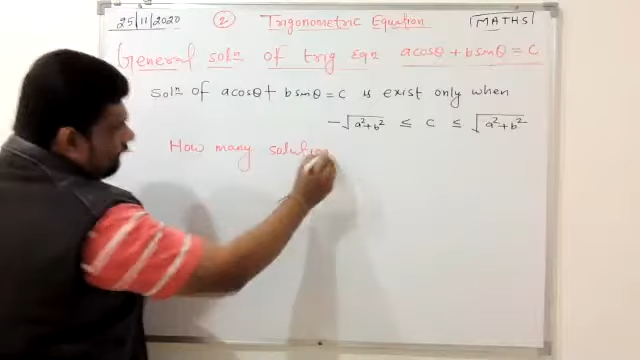 25/11/2020 2 Trigonometric Equation MATHS
General soln of trig eqn acosθ + bsinθ = c
soln of acosθ + bsinθ = c is exist only when
-√a²+b² ≤ c ≤ √a²+b²
How many solution